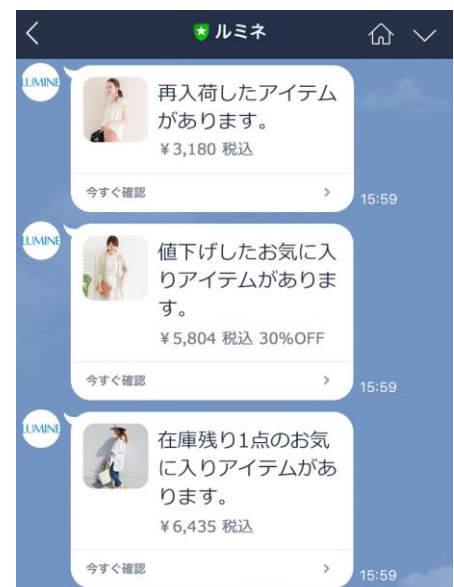 ルミネ
LUMINE
再入荷したアイテム
があります。
¥3,180 税込
今すぐ確認
15:59
LUMINE
値下げしたお気に入
りアイテムがありま
す。
¥5,804 税込 30%OFF
今すぐ確認
15:59
LUMINE
在庫残り1点のお気
に入りアイテムがあ
ります。
¥6,435 税込
今すぐ確認
15:59